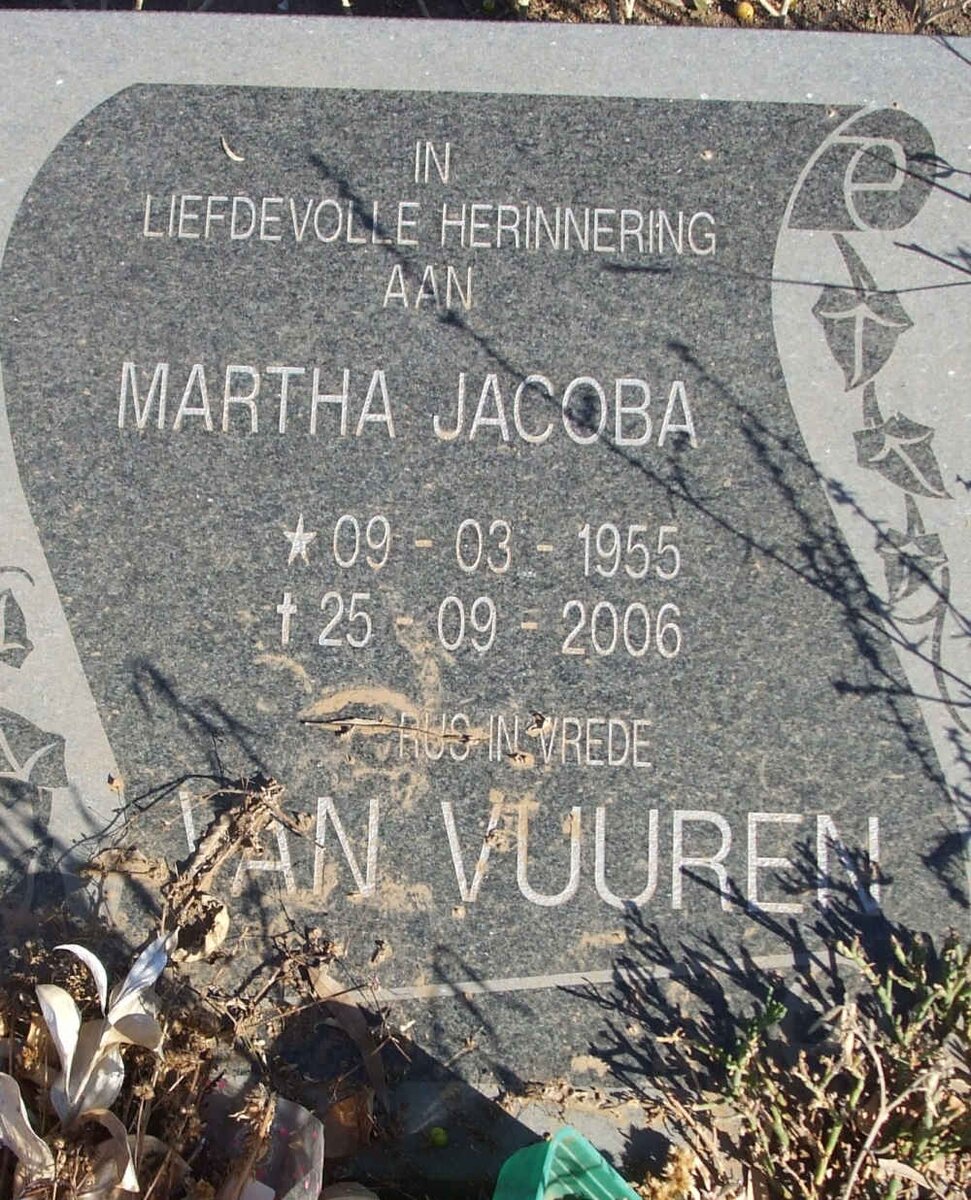 IN
LIEFDEVOLLE HERINNERING
AAN
MARTHA JACOBA
★ 09 - 03 - 1955
✝ 25 - 09 - 2006
RUS IN VREDE
VAN VUUREN